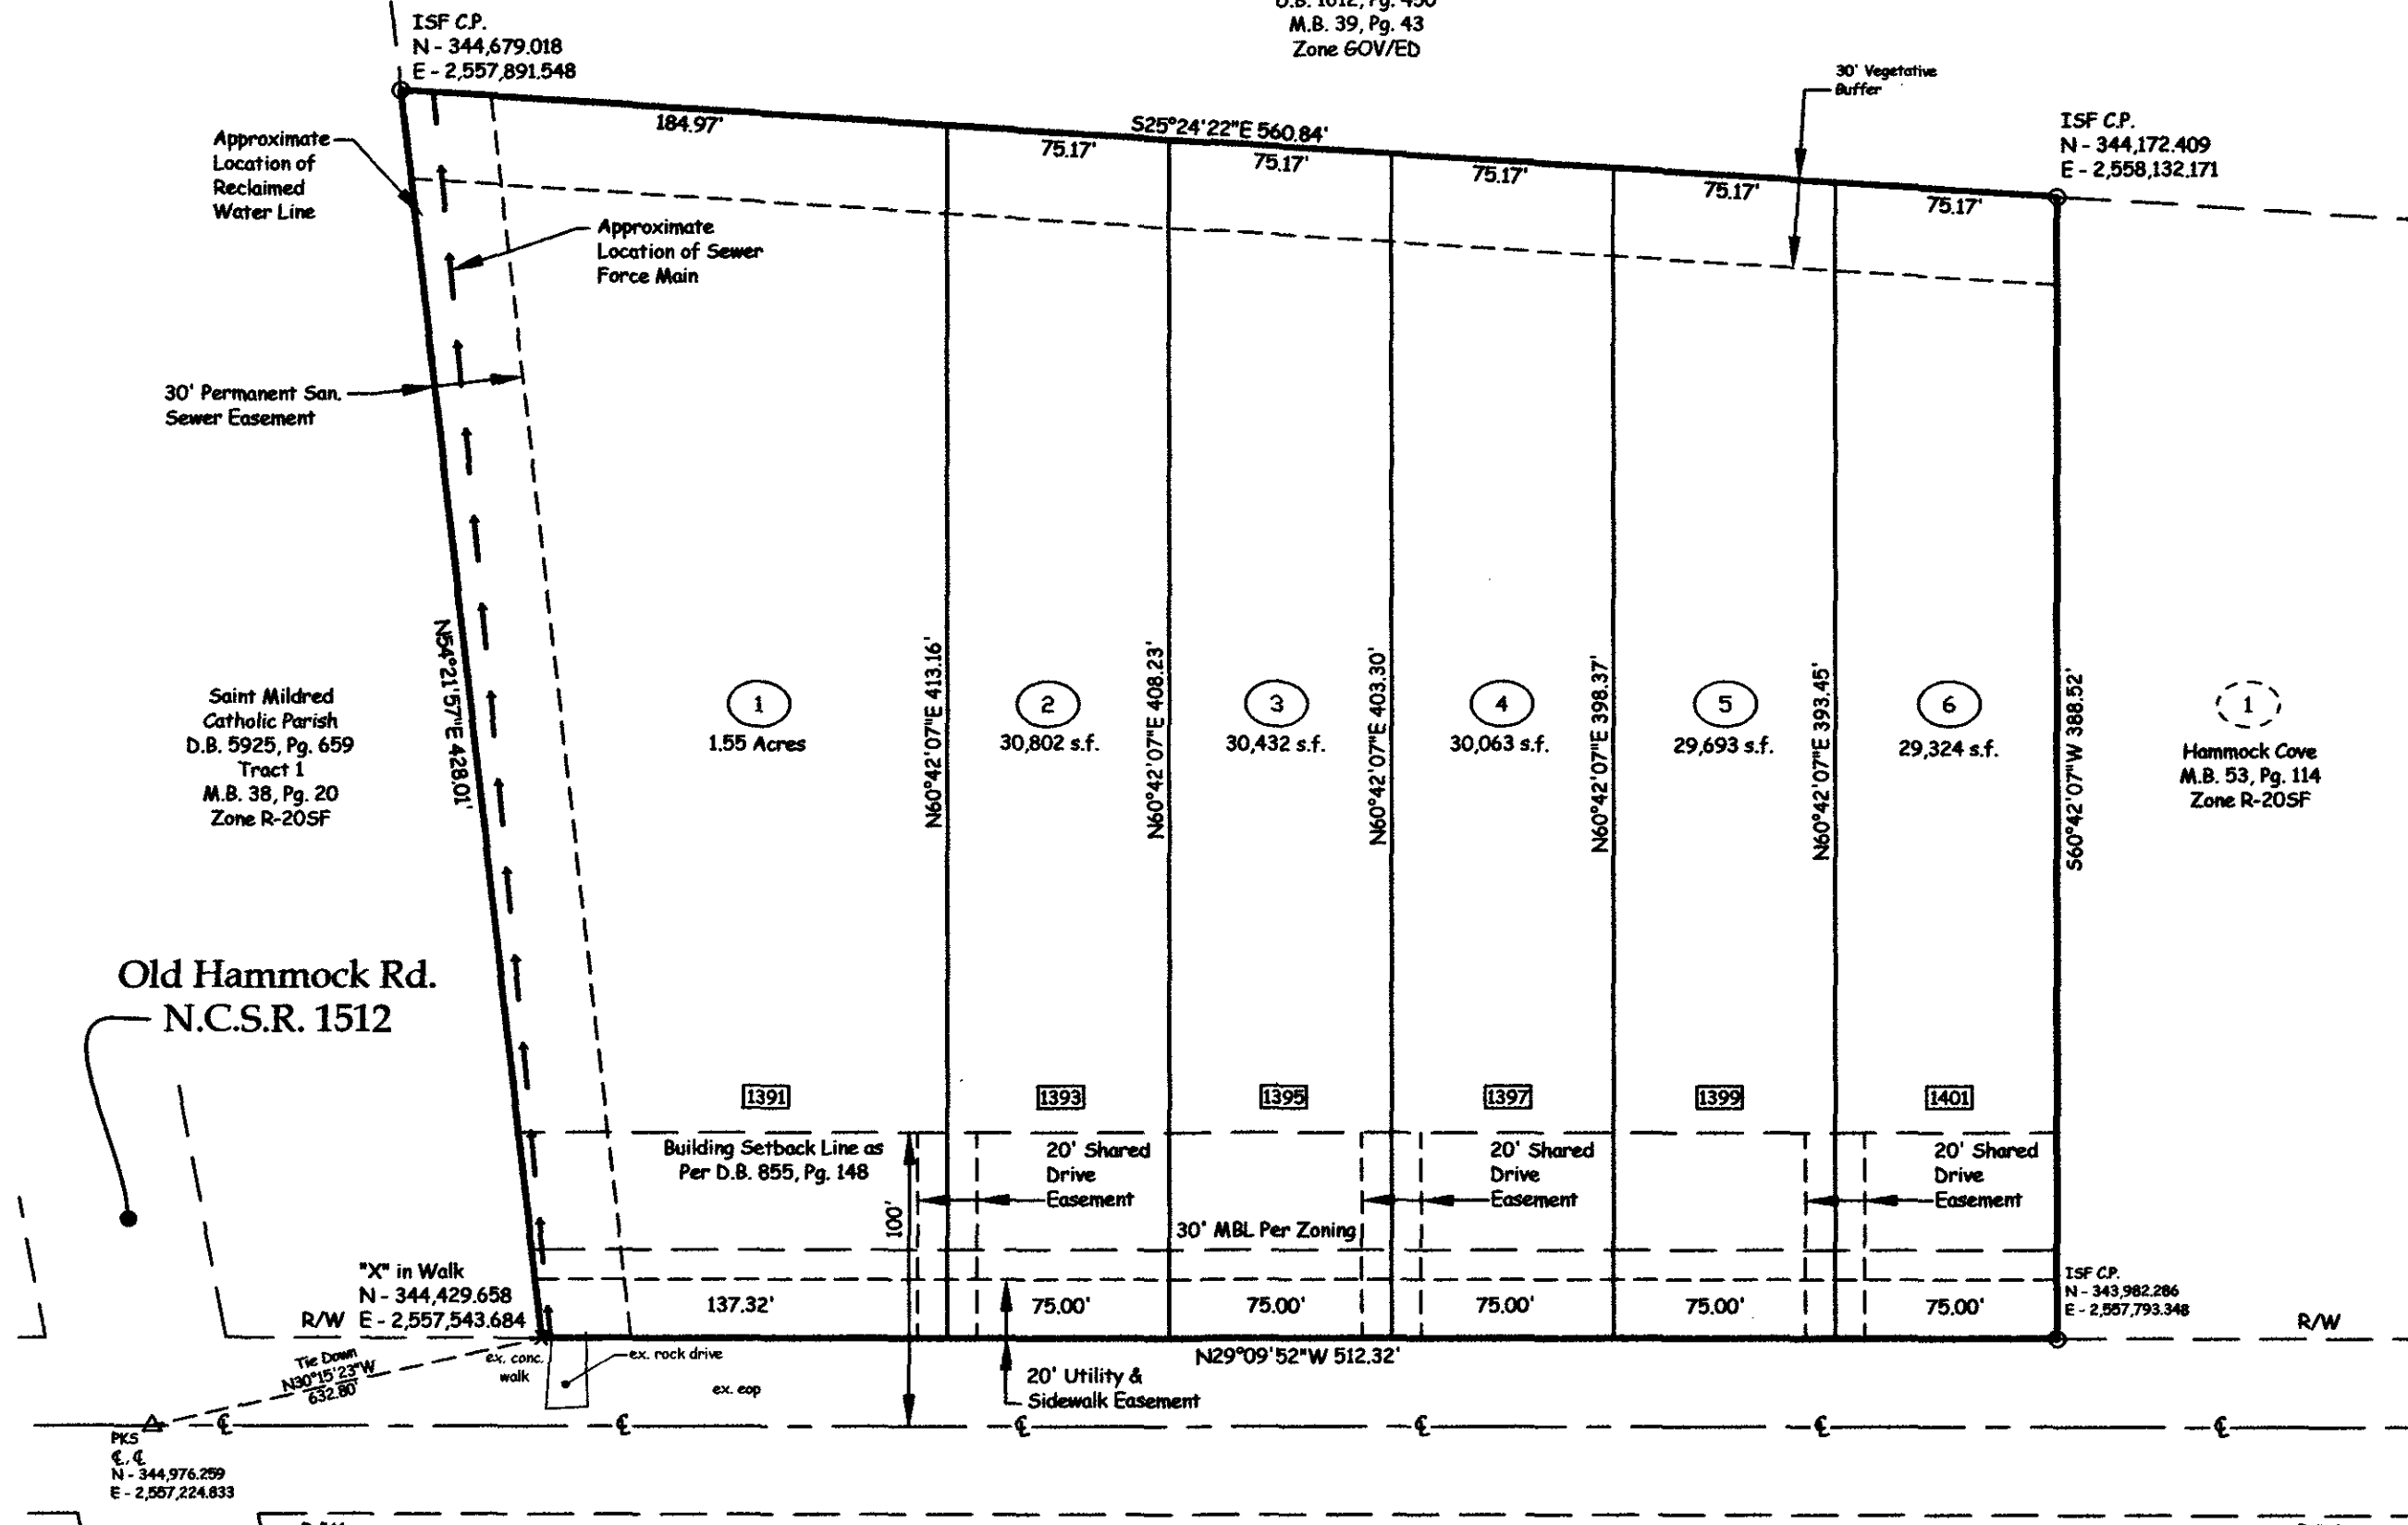 M.B. 39, Pg. 43
Zone GOV/ED
ISF C.P.
N - 344,679.018
E - 2,557,891.548
30' Vegetative
Buffer
184.97'
S25°24'22"E 560.84'
75.17'
75.17'
75.17'
75.17'
75.17'
ISF C.P.
N - 344,172.409
E - 2,558,132.171
Approximate
Location of
Reclaimed
Water Line
Approximate
Location of Sewer
Force Main
30' Permanent San.
Sewer Easement
N54°21'57"E 428.01'
N60°42'07"E 413.16'
N60°42'07"E 408.23'
N60°42'07"E 403.30'
N60°42'07"E 398.37'
N60°42'07"E 393.45'
S60°42'07"W 388.52'
Saint Mildred
Catholic Parish
D.B. 5925, Pg. 659
Tract 1
M.B. 38, Pg. 20
Zone R-20SF
1
1.55 Acres
2
30,802 s.f.
3
30,432 s.f.
4
30,063 s.f.
5
29,693 s.f.
6
29,324 s.f.
1
Hammock Cove
M.B. 53, Pg. 114
Zone R-20SF
Old Hammock Rd.
N.C.S.R. 1512
1391
1393
1395
1397
1399
1401
Building Setback Line as
Per D.B. 855, Pg. 148
20' Shared
Drive
Easement
20' Shared
Drive
Easement
20' Shared
Drive
Easement
100'
30' MBL Per Zoning
"X" in Walk
N - 344,429.658
R/W E - 2,557,543.684
137.32'
75.00'
75.00'
75.00'
75.00'
75.00'
ISF C.P.
N - 343,982.286
E - 2,557,793.348
R/W
N29°09'52"W 512.32'
Tie Down
N30°15'23"W
632.80'
ex. conc.
walk
ex. rock drive
ex. eop
20' Utility &
Sidewalk Easement
PKS
℄, ℄
N - 344,976.259
E - 2,557,224.833
℄
℄
℄
℄
℄
℄